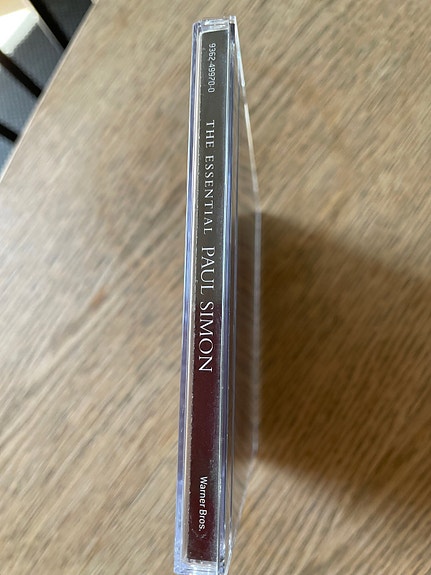 9362-49970-0
THE ESSENTIAL PAUL SIMON
Warner Bros.